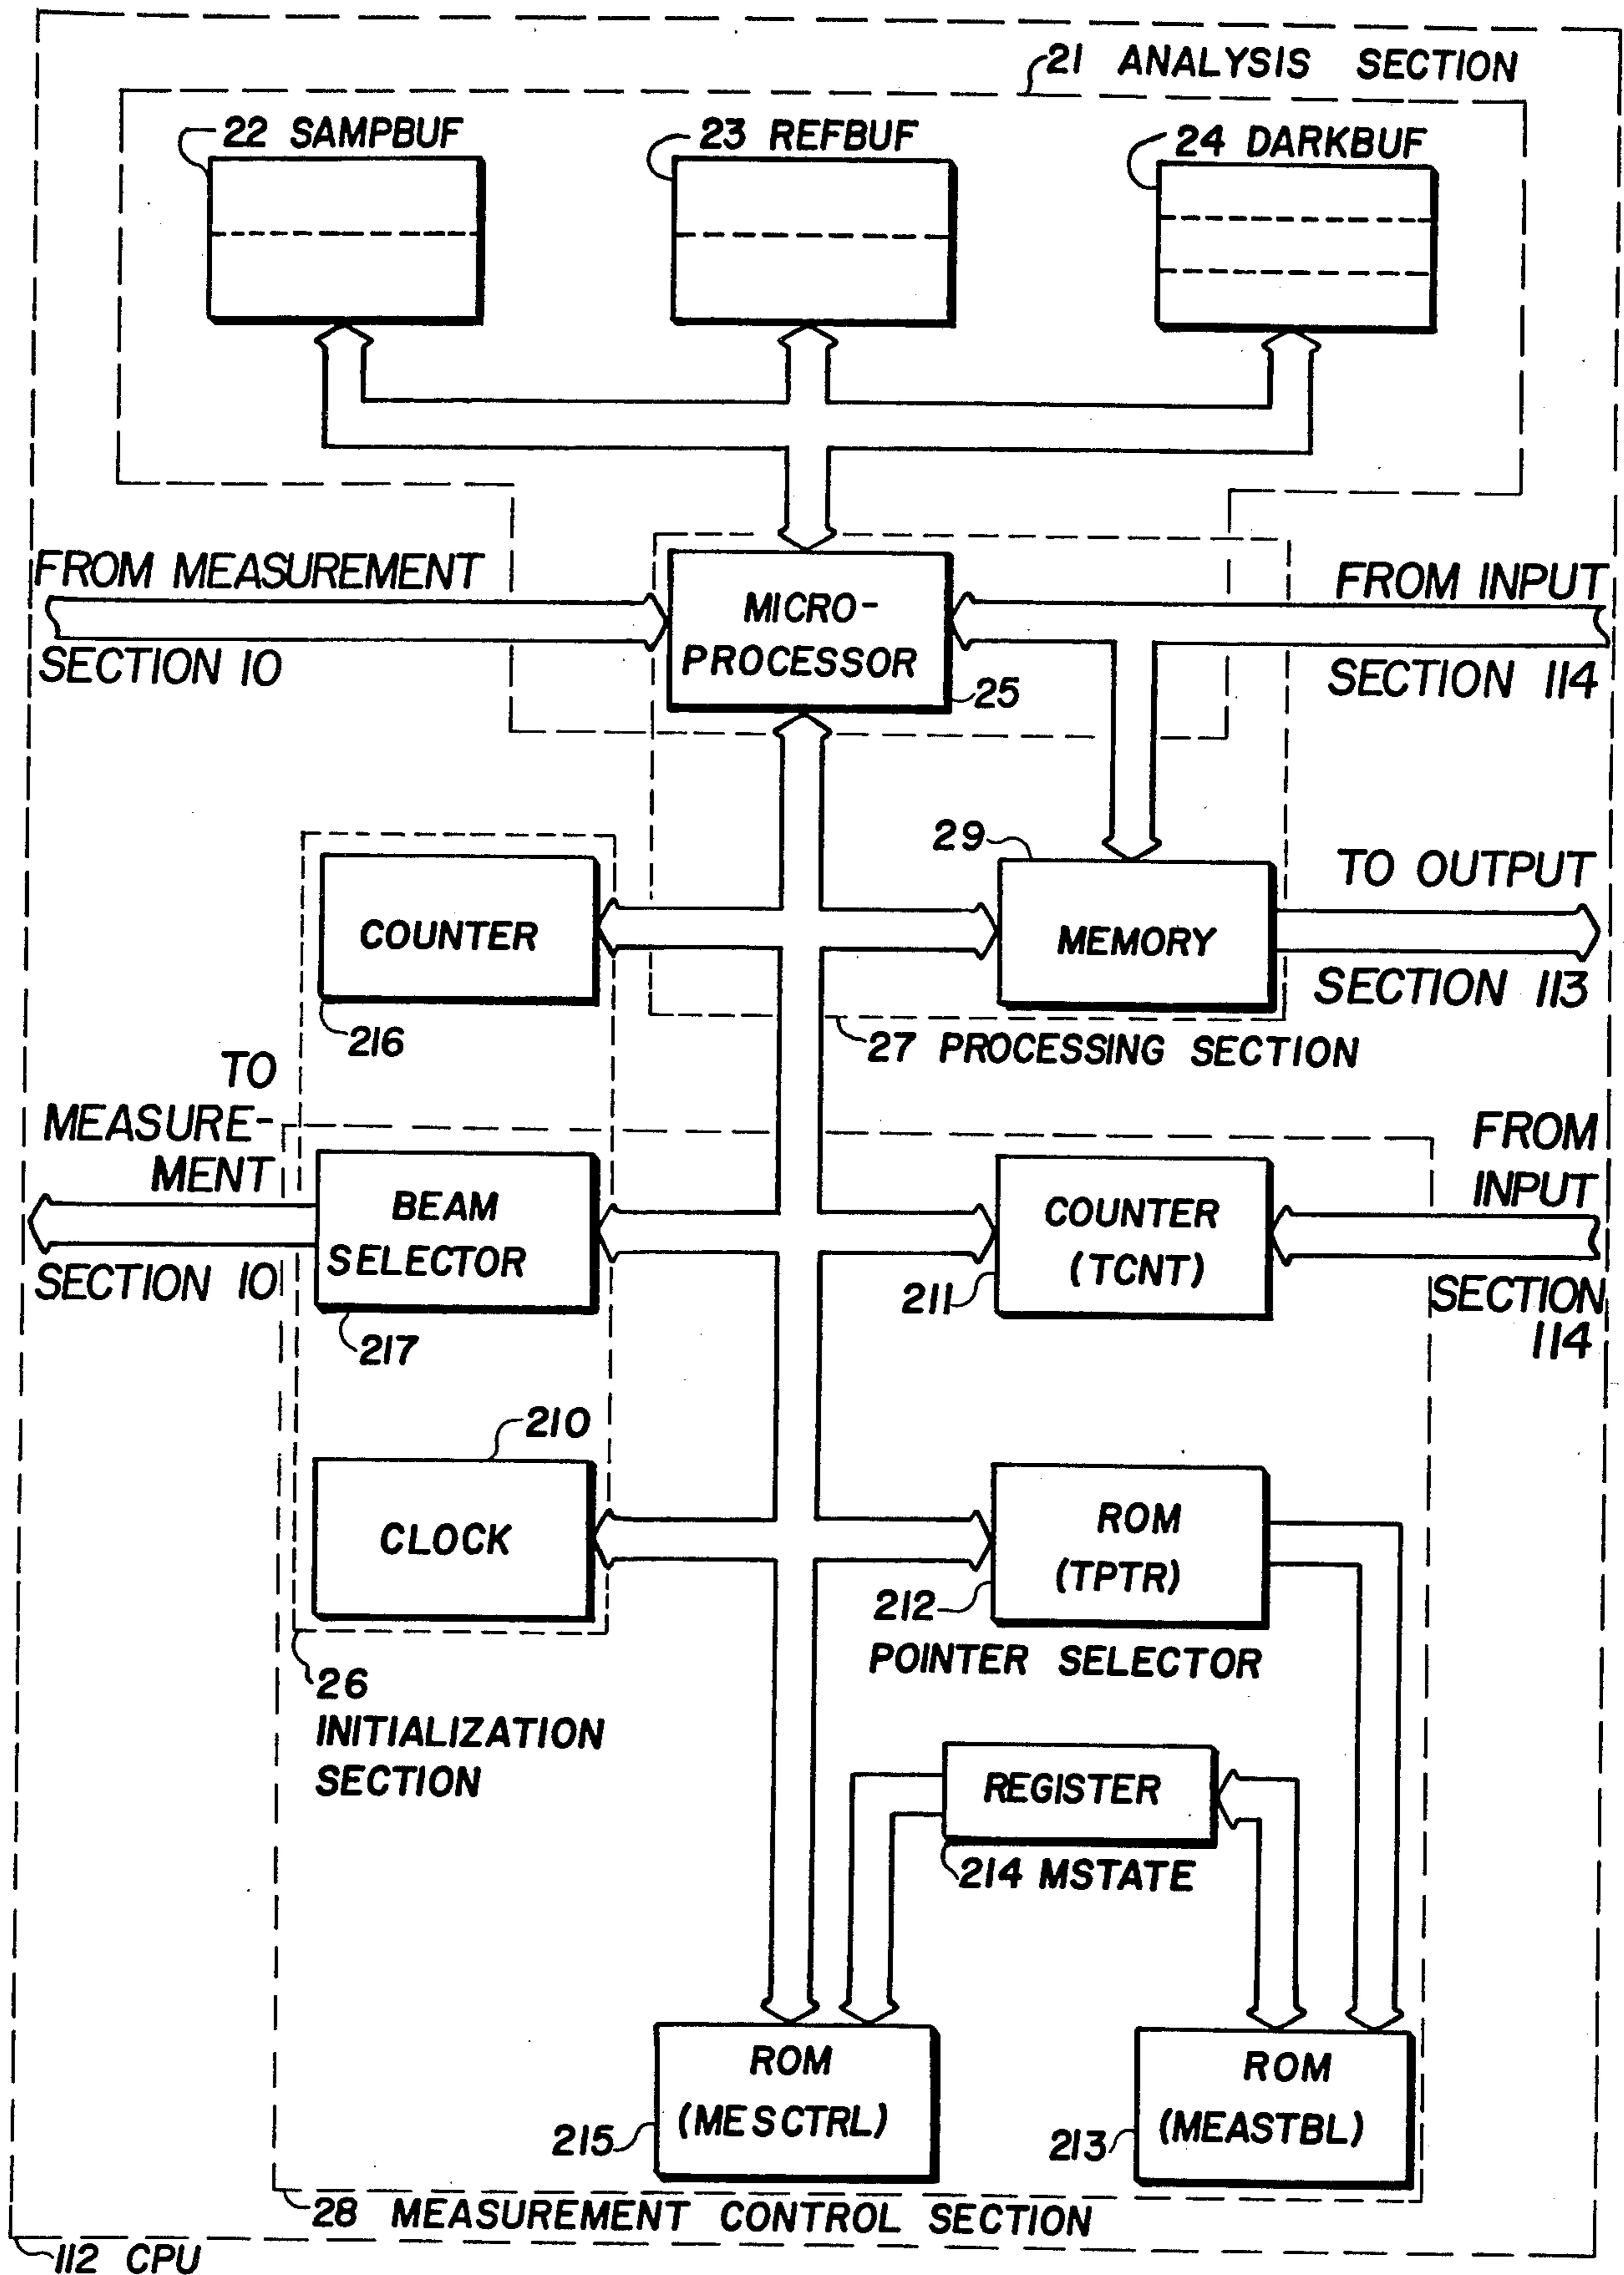 21 ANALYSIS SECTION
22 SAMPBUF
23 REFBUF
24 DARKBUF
FROM MEASUREMENT
SECTION 10
MICRO-
PROCESSOR
25
FROM INPUT
SECTION 114
COUNTER
216
29
MEMORY
TO OUTPUT
SECTION 113
27 PROCESSING SECTION
TO
MEASURE-
MENT
SECTION 10
BEAM
SELECTOR
217
COUNTER
(TCNT)
211
FROM
INPUT
SECTION
114
210
CLOCK
26
INITIALIZATION
SECTION
ROM
(TPTR)
212
POINTER SELECTOR
REGISTER
214 MSTATE
ROM
(MESCTRL)
215
ROM
(MEASTBL)
213
28 MEASUREMENT CONTROL SECTION
112 CPU